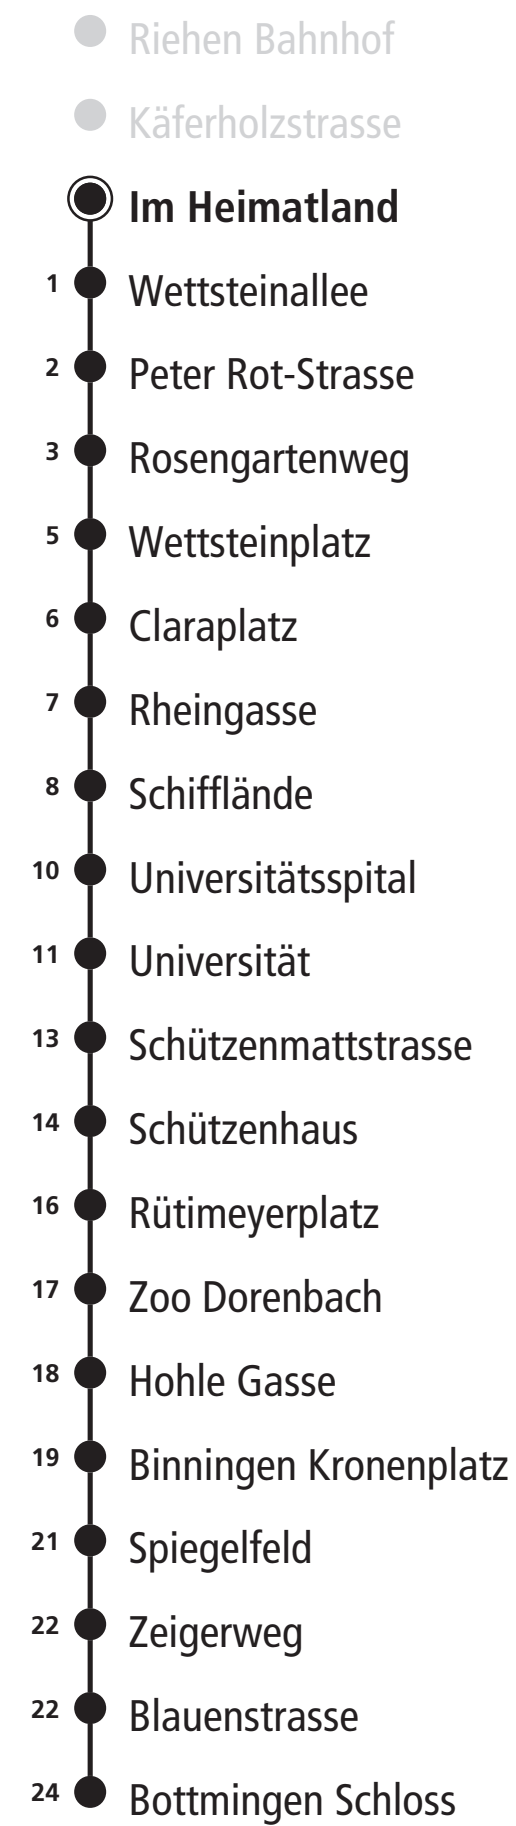 Riehen Bahnhof
Käferholzstrasse
Im Heimatland
1 Wettsteinallee
2 Peter Rot-Strasse
3 Rosengartenweg
5 Wettsteinplatz
6 Claraplatz
7 Rheingasse
8 Schifflände
10 Universitätsspital
11 Universität
13 Schützenmattstrasse
14 Schützenhaus
16 Rütimeyerplatz
17 Zoo Dorenbach
18 Hohle Gasse
19 Binningen Kronenplatz
21 Spiegelfeld
22 Zeigerweg
22 Blauenstrasse
24 Bottmingen Schloss